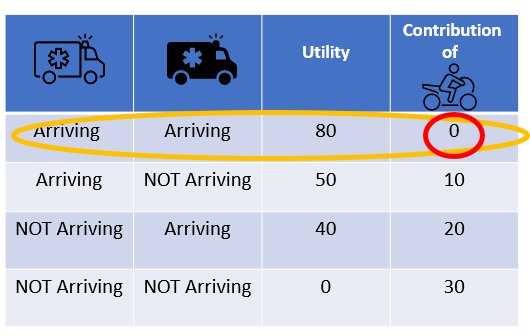 Utility
Contribution
of
Arriving Arriving 80 0
Arriving NOT Arriving 50 10
NOT Arriving Arriving 40 20
NOT Arriving NOT Arriving 0 30